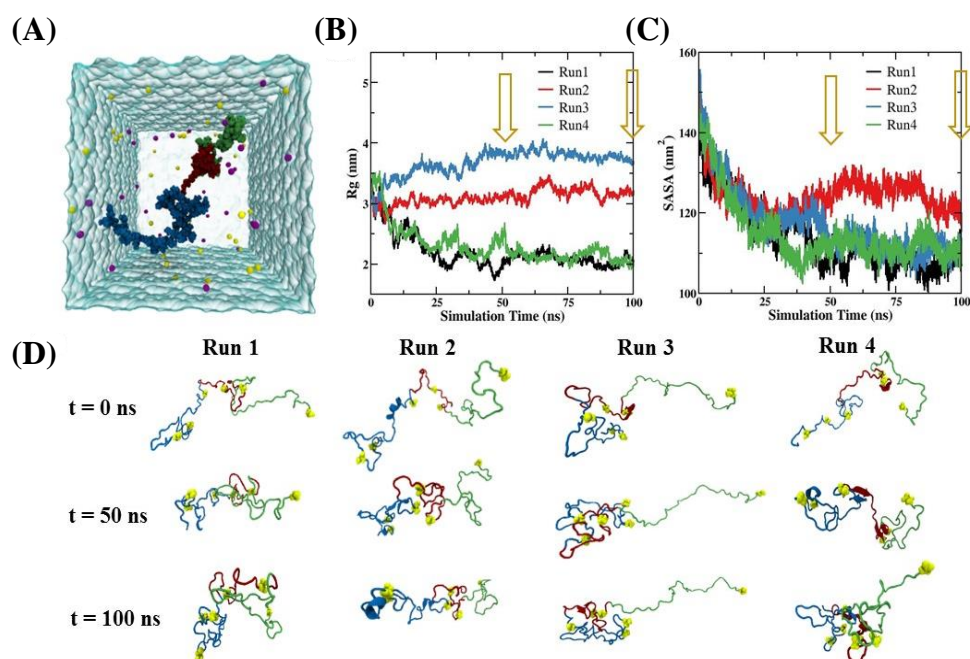 (A)
(B)
Run1
Run2
Run3
Run4
5
4
3
2
Rg (nm)
0 25 50 75 100
Simulation Time (ns)
(C)
Run1
Run2
Run3
Run4
160
140
120
100
SASA (nm²)
0 25 50 75 100
Simulation Time (ns)
(D)
Run 1 Run 2 Run 3 Run 4
t = 0 ns
t = 50 ns
t = 100 ns